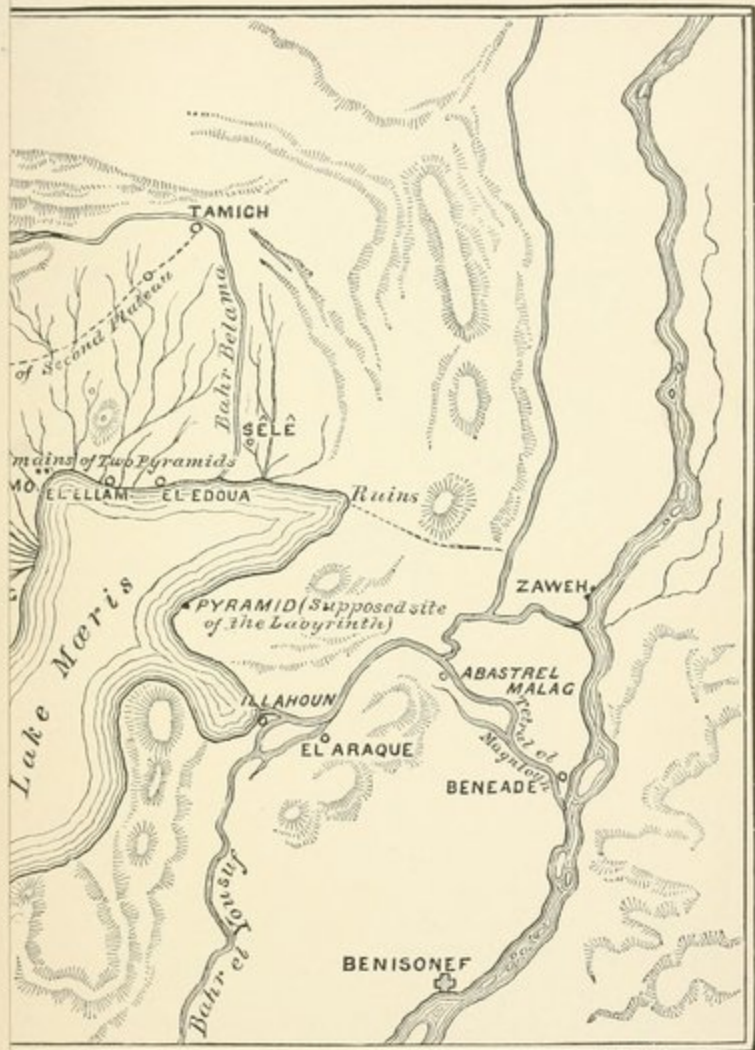 TAMICH
of Second Plateau
Bahr Belama
SÊLÊ
mains of Two Pyramids
MO.
EL-ELLAM
EL-EDOUA
Ruins
ZAWEH
PYRAMID (Supposed site
of the Labyrinth)
Lake Mœris
ABASTREL
MALAG
ILLAHOUN
EL ARAQUE
BENEADE
Bahr el Yousuf
BENISONEF